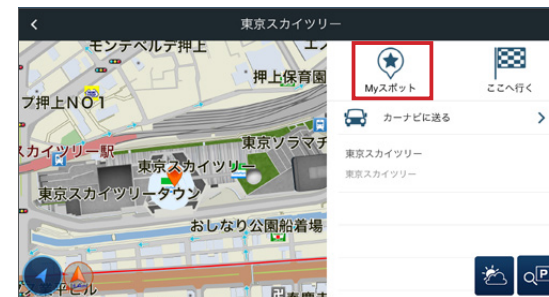 東京スカイツリー
モンテベルデ押上
押上保育園
プ押上NO1
東京ソラマチ
スカイツリー駅
東京スカイツリー
東京スカイツリータウン
おしなり公園船着場
Myスポット
ここへ行く
カーナビに送る
東京スカイツリー
東京スカイツリー
P